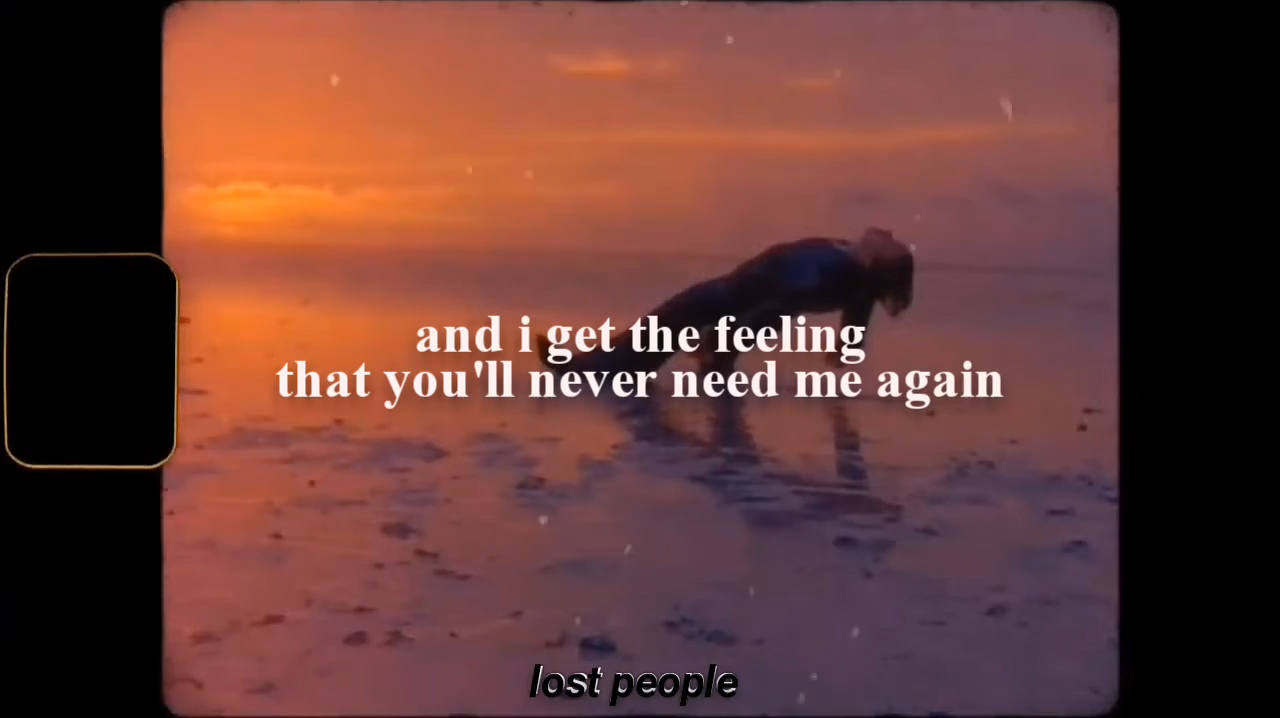 and i get the feeling
that you'll never need me again
lost people